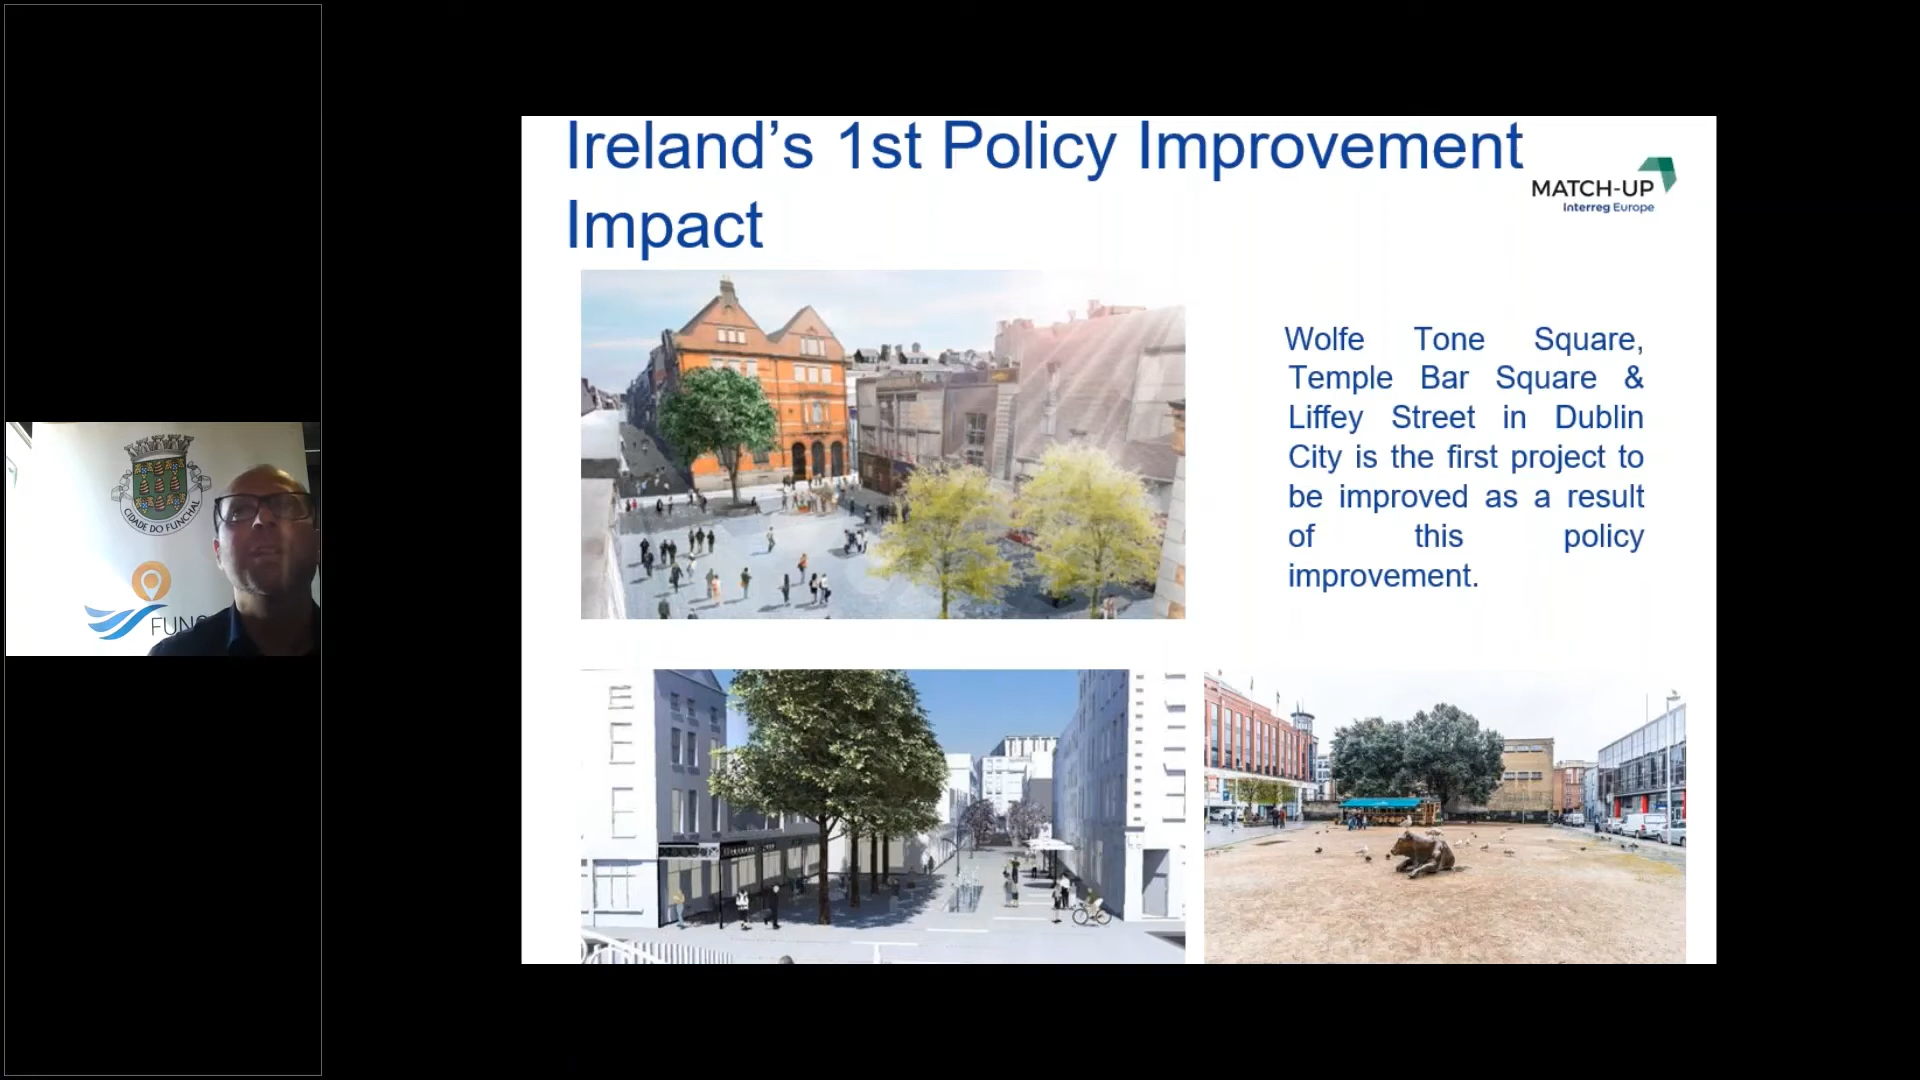 Ireland's 1st Policy Improvement
Impact
MATCH-UP
Interreg Europe
Wolfe Tone Square,
Temple Bar Square &
Liffey Street in Dublin
City is the first project to
be improved as a result
of this policy
improvement.
CIDADE DO FUNCHAL
FUNC